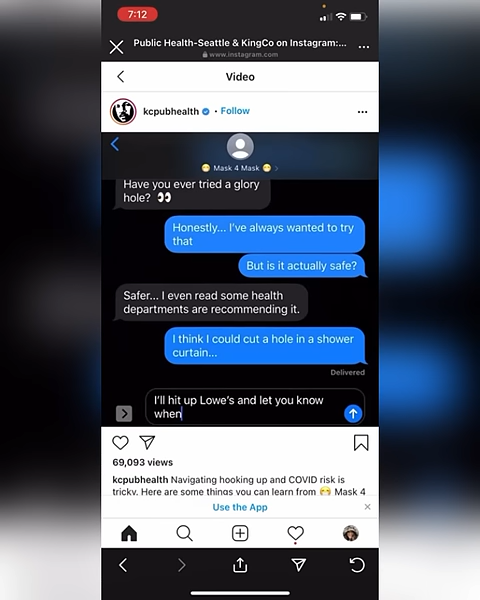 7:12
Public Health-Seattle & KingCo on Instagram:...
www.instagram.com
Video
kcpubhealth • Follow
😷 Mask 4 Mask 😷
Have you ever tried a glory
hole? 👀
Honestly... I've always wanted to try
that
But is it actually safe?
Safer... I even read some health
departments are recommending it.
I think I could cut a hole in a shower
curtain...
Delivered
I'll hit up Lowe's and let you know
when
69,093 views
kcpubhealth Navigating hooking up and COVID risk is
tricky. Here are some things you can learn from 😷 Mask 4
Use the App